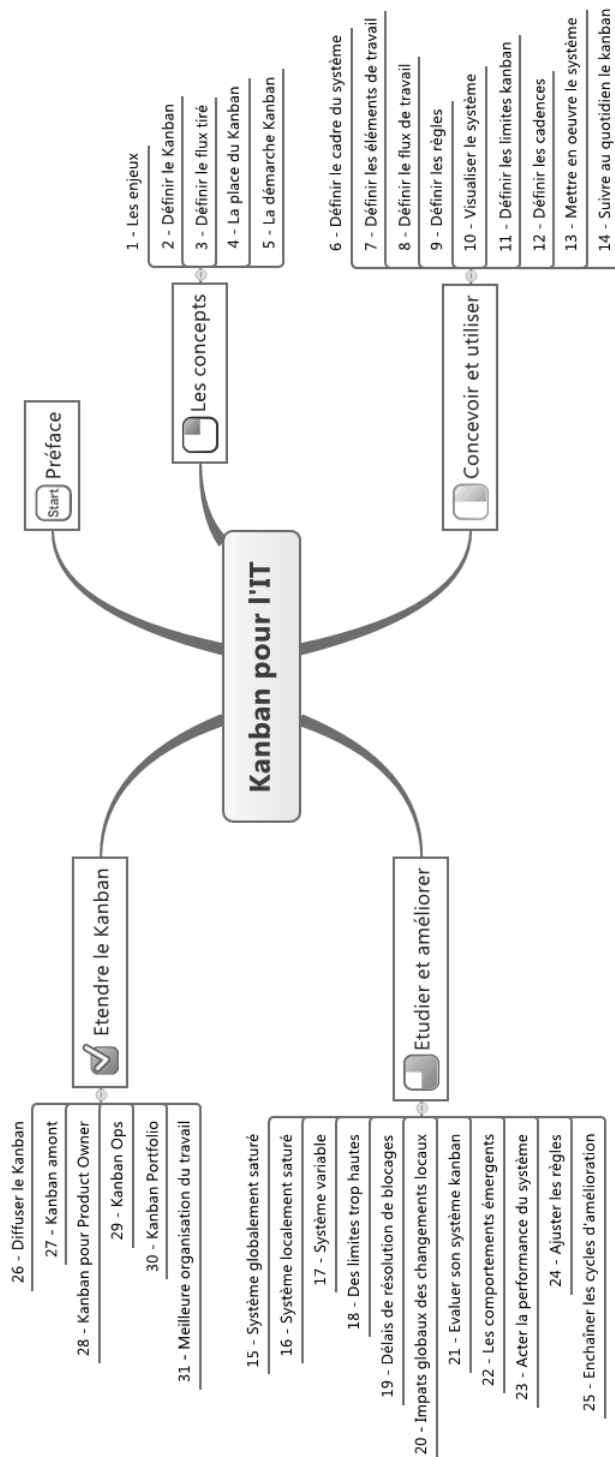 Kanban pour l'IT
Start
Préface
Les concepts
1 - Les enjeux
2 - Définir le Kanban
3 - Définir le flux tiré
4 - La place du Kanban
5 - La démarche Kanban
Concevoir et utiliser
6 - Définir le cadre du système
7 - Définir les éléments de travail
8 - Définir le flux de travail
9 - Définir les règles
10 - Visualiser le système
11 - Définir les limites kanban
12 - Définir les cadences
13 - Mettre en oeuvre le système
14 - Suivre au quotidien le kanban
Etudier et améliorer
15 - Système globalement saturé
16 - Système localement saturé
17 - Système variable
18 - Des limites trop hautes
19 - Délais de résolution de blocages
20 - Impats globaux des changements locaux
21 - Evaluer son système kanban
22 - Les comportements émergents
23 - Acter la performance du système
24 - Ajuster les règles
25 - Enchaîner les cycles d'amélioration
Etendre le Kanban
26 - Diffuser le Kanban
27 - Kanban amont
28 - Kanban pour Product Owner
29 - Kanban Ops
30 - Kanban Portfolio
31 - Meilleure organisation du travail